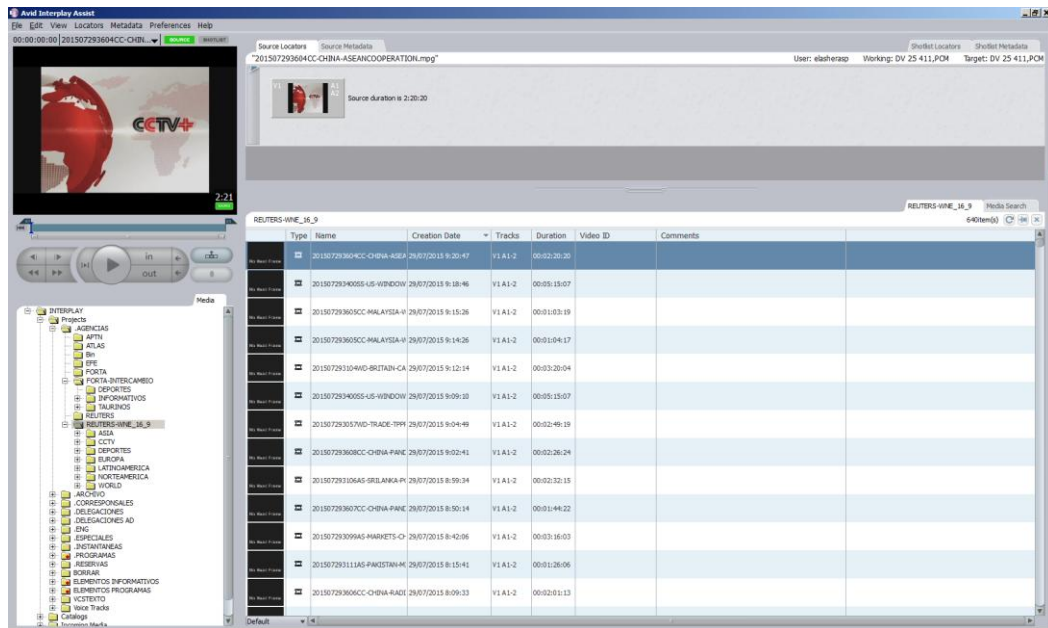 Avid Interplay Assist
File Edit View Locators Metadata Preferences Help
00:00:00:00 201507293604CC-CHIN... SOURCE SHOTLIST
CCTV+
2:21
in
out
Media
INTERPLAY
Projects
.AGENCIAS
APTN
ATLAS
Bin
EFE
FORTA
FORTA-INTERCAMBIO
DEPORTES
INFORMATIVOS
TAURINOS
REUTERS
REUTERS-WNE_16_9
ASIA
CCTV
DEPORTES
EUROPA
LATINOAMERICA
NORTEAMERICA
WORLD
.ARCHIVO
.CORRESPONSALES
.DELEGACIONES
.DELEGACIONES AD
.ENG
.ESPECIALES
.INSTANTANEAS
.PROGRAMAS
.RESERVAS
BORRAR
ELEMENTOS INFORMATIVOS
ELEMENTOS PROGRAMAS
VCSTEXTO
Voice Tracks
Catalogs
Incoming Media
Source Locators Source Metadata Shotlist Locators Shotlist Metadata
"201507293604CC-CHINA-ASEANCOOPERATION.mpg" User: elasherasp Working: DV 25 411,PCM Target: DV 25 411,PCM
V1 A1
A2
Source duration is 2:20:20
REUTERS-WNE_16_9 Media Search
REUTERS-WNE_16_9 640item(s)
Type Name Creation Date Tracks Duration Video ID Comments
201507293604CC-CHINA-ASEA 29/07/2015 9:20:47 V1 A1-2 00:02:20:20
201507293400SS-US-WINDOW 29/07/2015 9:18:46 V1 A1-2 00:05:15:07
201507293605CC-MALAYSIA-V 29/07/2015 9:15:26 V1 A1-2 00:01:03:19
201507293605CC-MALAYSIA-V 29/07/2015 9:14:26 V1 A1-2 00:01:04:17
201507293104WD-BRITAIN-CA 29/07/2015 9:12:14 V1 A1-2 00:03:20:04
201507293400SS-US-WINDOW 29/07/2015 9:09:10 V1 A1-2 00:05:15:07
201507293057WD-TRADE-TPP 29/07/2015 9:04:49 V1 A1-2 00:02:49:19
201507293608CC-CHINA-PAND 29/07/2015 9:02:41 V1 A1-2 00:02:26:24
201507293106AS-SRILANKA-P 29/07/2015 8:59:34 V1 A1-2 00:02:32:15
201507293607CC-CHINA-PAND 29/07/2015 8:50:14 V1 A1-2 00:01:44:22
201507293099AS-MARKETS-C 29/07/2015 8:42:06 V1 A1-2 00:03:16:03
201507293111AS-PAKISTAN-M 29/07/2015 8:15:41 V1 A1-2 00:01:26:06
201507293606CC-CHINA-RADI 29/07/2015 8:09:33 V1 A1-2 00:02:01:13
Default